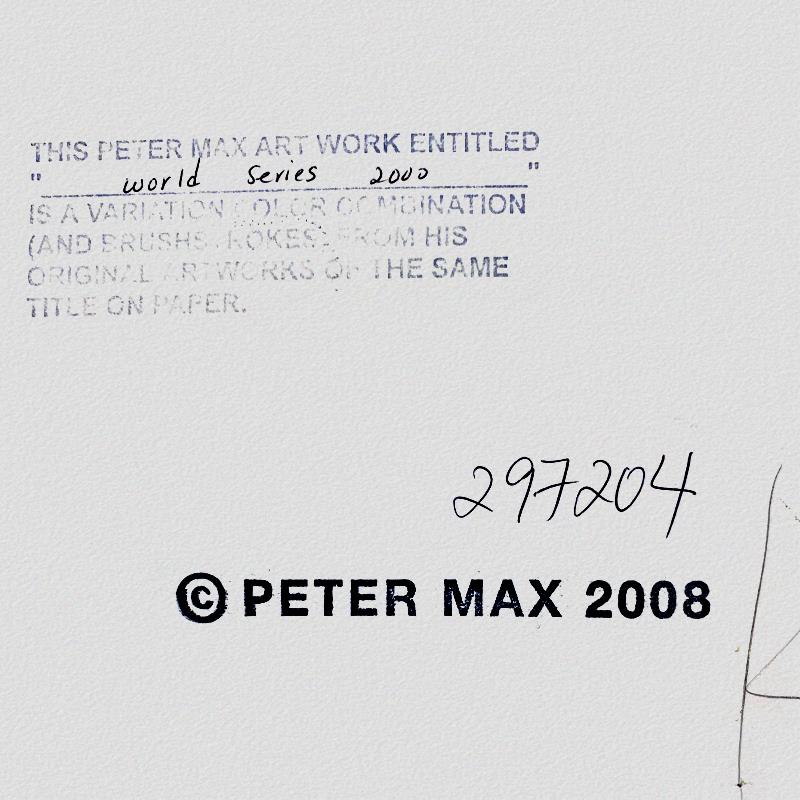 THIS PETER MAX ART WORK ENTITLED
" World Series 2000 "
IS A VARIATION COLOR COMBINATION
(AND BRUSHSTROKES) FROM HIS
ORIGINAL ARTWORKS OF THE SAME
TITLE ON PAPER.
297204
© PETER MAX 2008